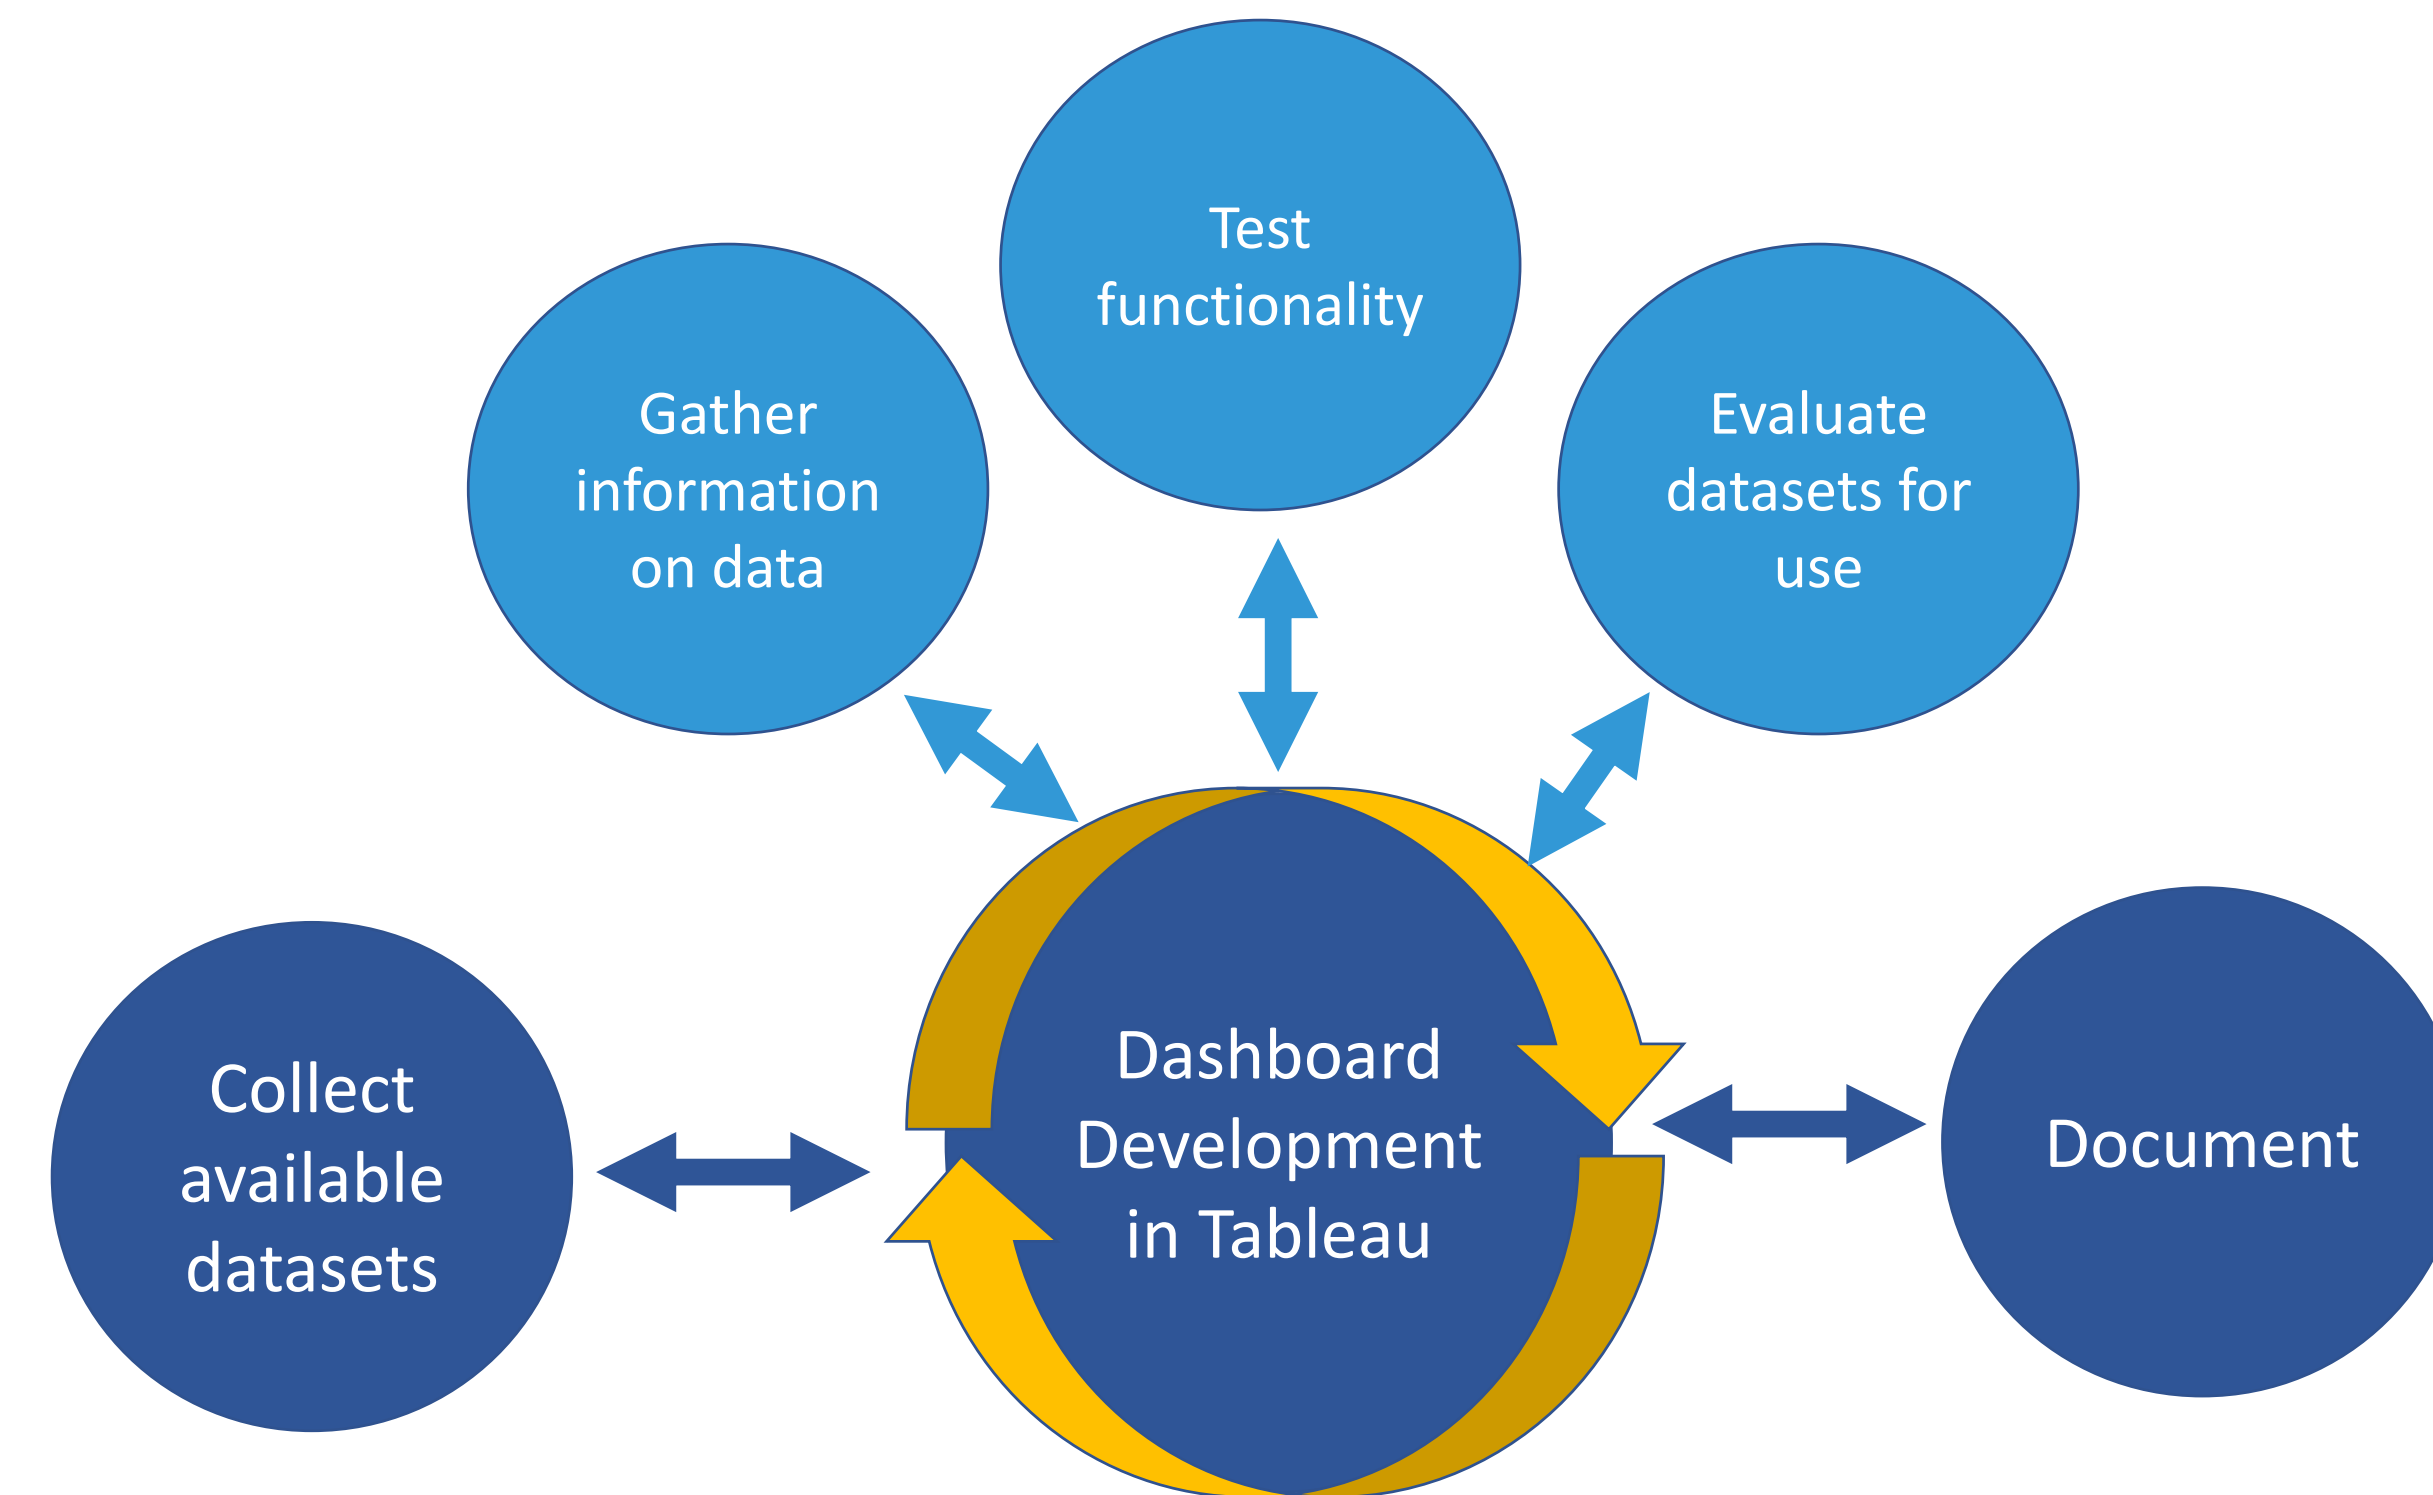 Test
functionality
Gather
information
on data
Evaluate
datasets for
use
Collect
available
datasets
Dashboard
Development
in Tableau
Document